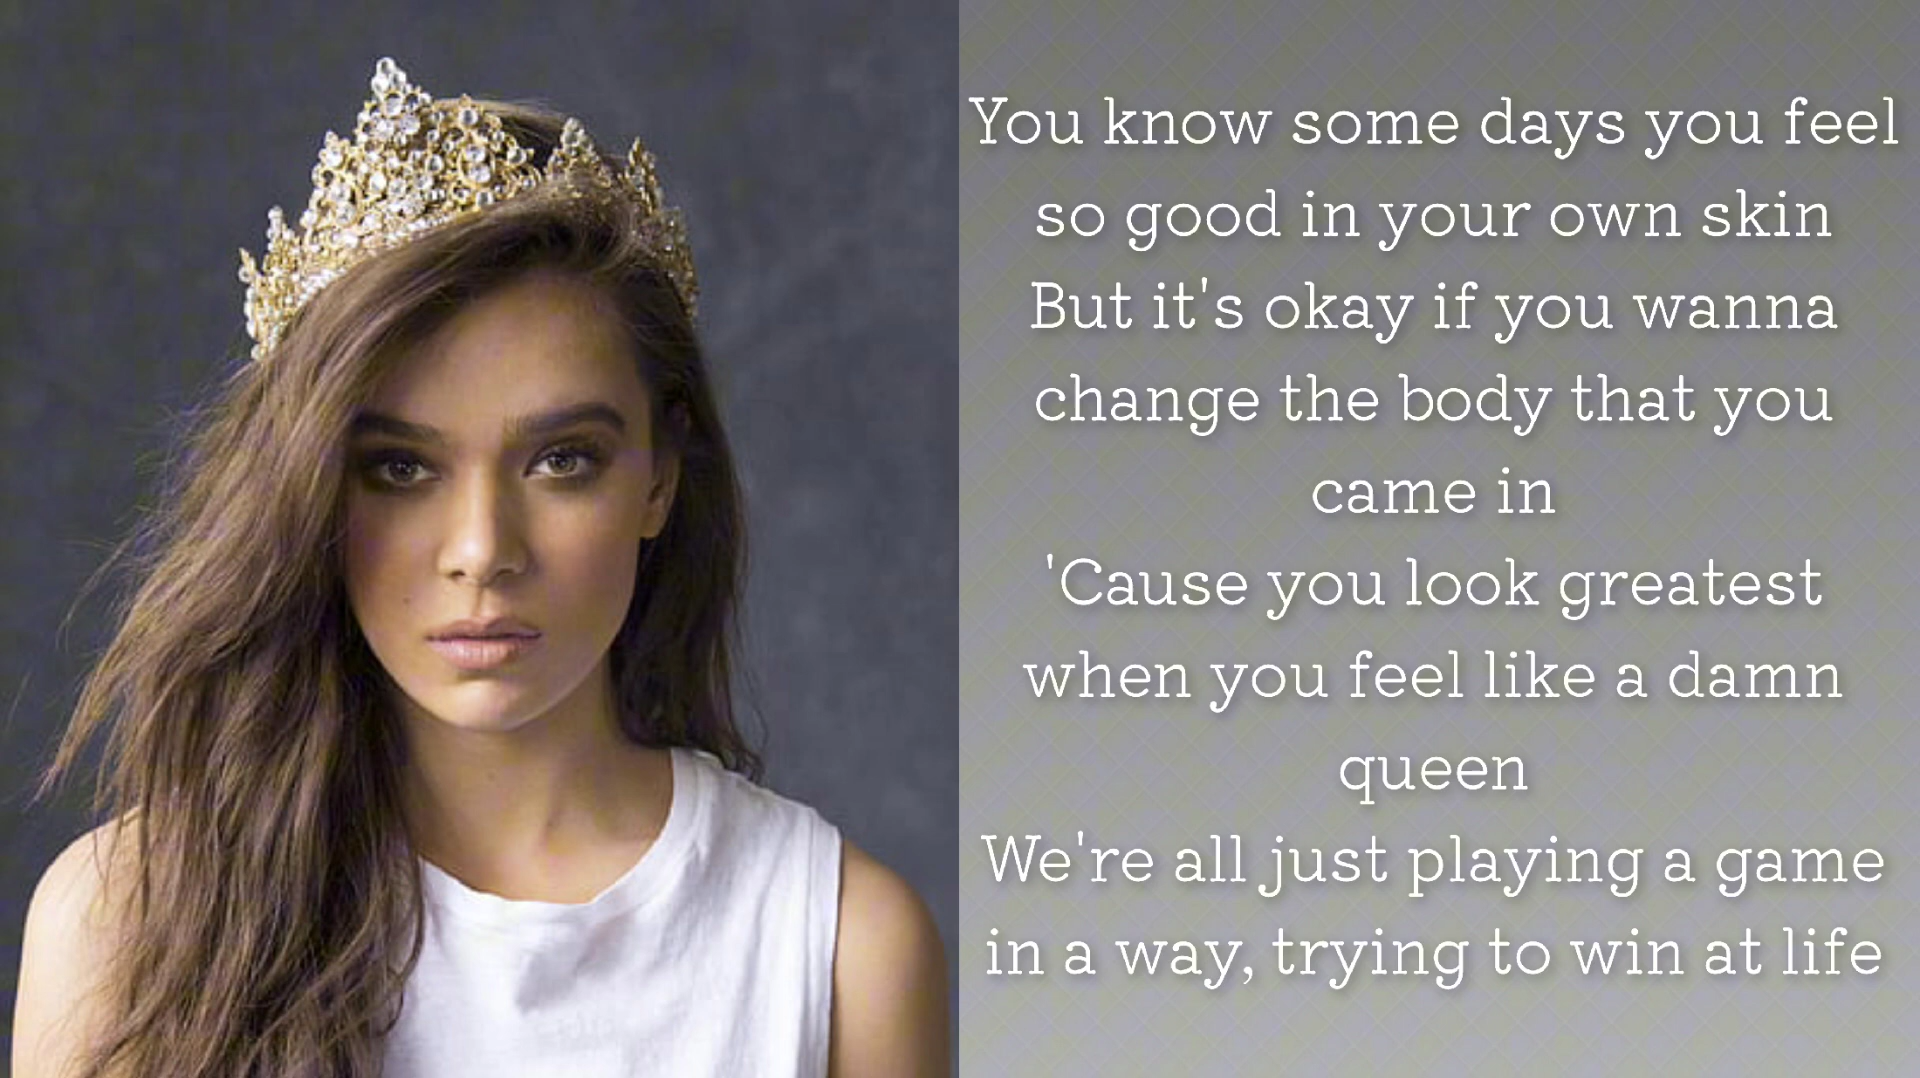 You know some days you feel
so good in your own skin
But it's okay if you wanna
change the body that you
came in
'Cause you look greatest
when you feel like a damn
queen
We're all just playing a game
in a way, trying to win at life